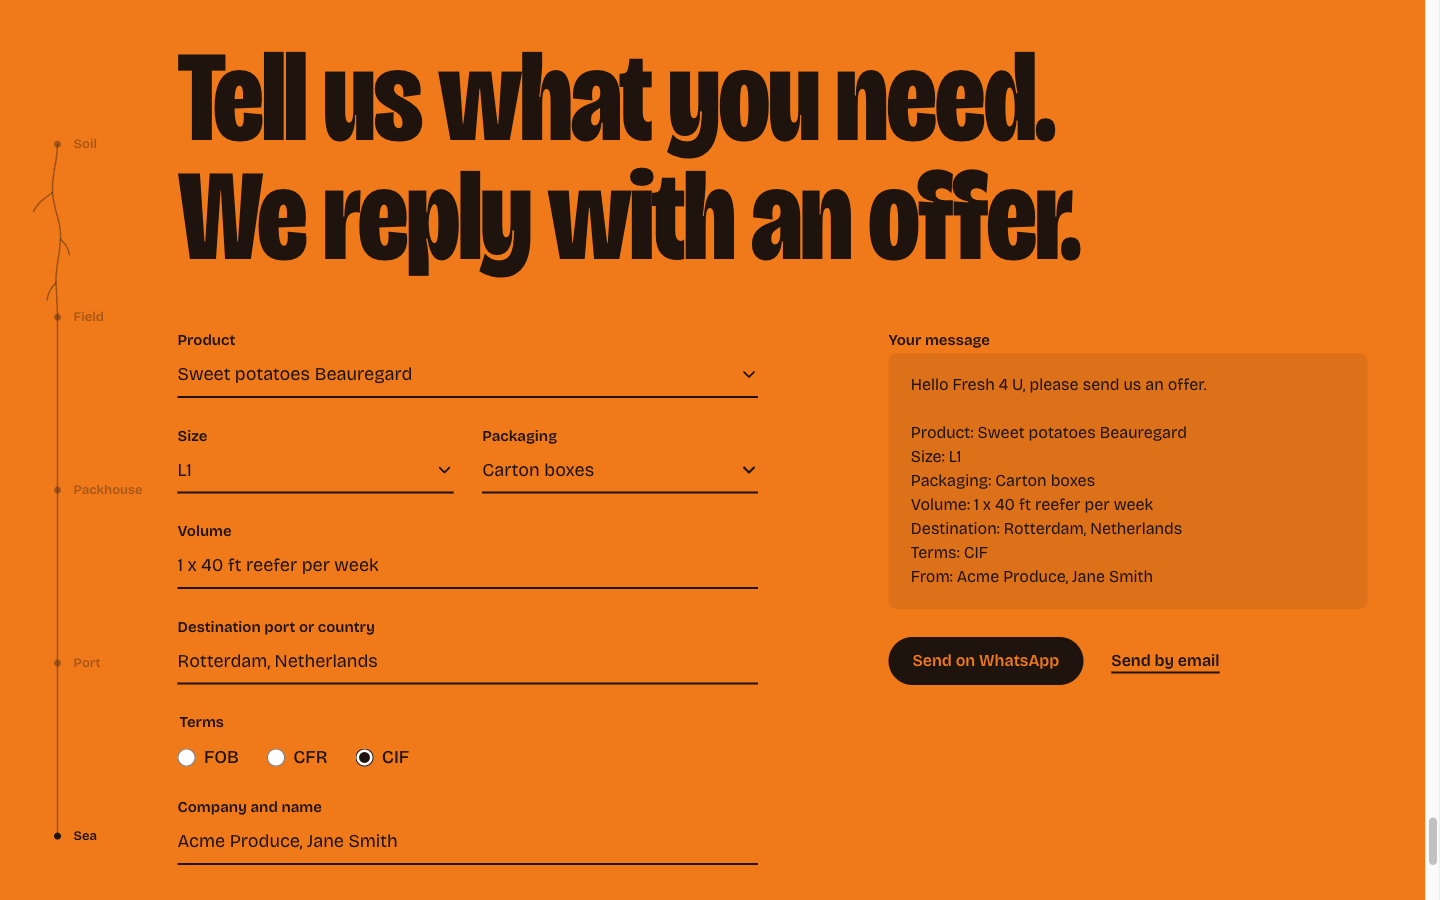 Tell us what you need.
We reply with an offer.
Soil
Field
Packhouse
Port
Sea
Product
Sweet potatoes Beauregard
Size
L1
Packaging
Carton boxes
Volume
1 x 40 ft reefer per week
Destination port or country
Rotterdam, Netherlands
Terms
FOB
CFR
CIF
Company and name
Acme Produce, Jane Smith
Your message
Hello Fresh 4 U, please send us an offer.
Product: Sweet potatoes Beauregard
Size: L1
Packaging: Carton boxes
Volume: 1 x 40 ft reefer per week
Destination: Rotterdam, Netherlands
Terms: CIF
From: Acme Produce, Jane Smith
Send on WhatsApp
Send by email